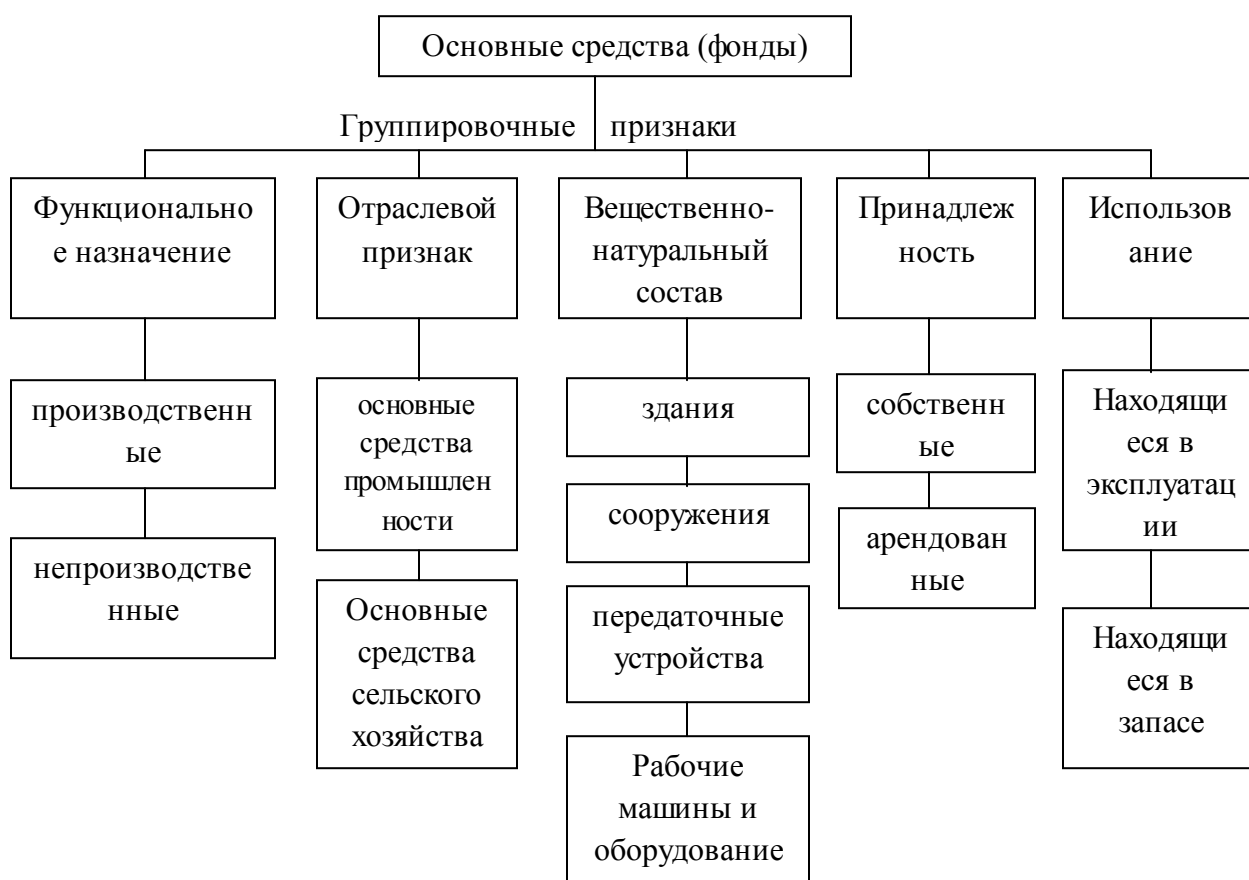 Основные средства (фонды)
Группировочные признаки
Функционально
е назначение
производственн
ые
непроизводстве
нные
Отраслевой
признак
основные
средства
промышлен
ности
Основные
средства
сельского
хозяйства
Вещественно-
натуральный
состав
здания
сооружения
передаточные
устройства
Рабочие
машины и
оборудование
Принадлеж
ность
собственн
ые
арендован
ные
Использов
ание
Находящи
еся в
эксплуатац
ии
Находящи
еся в
запасе